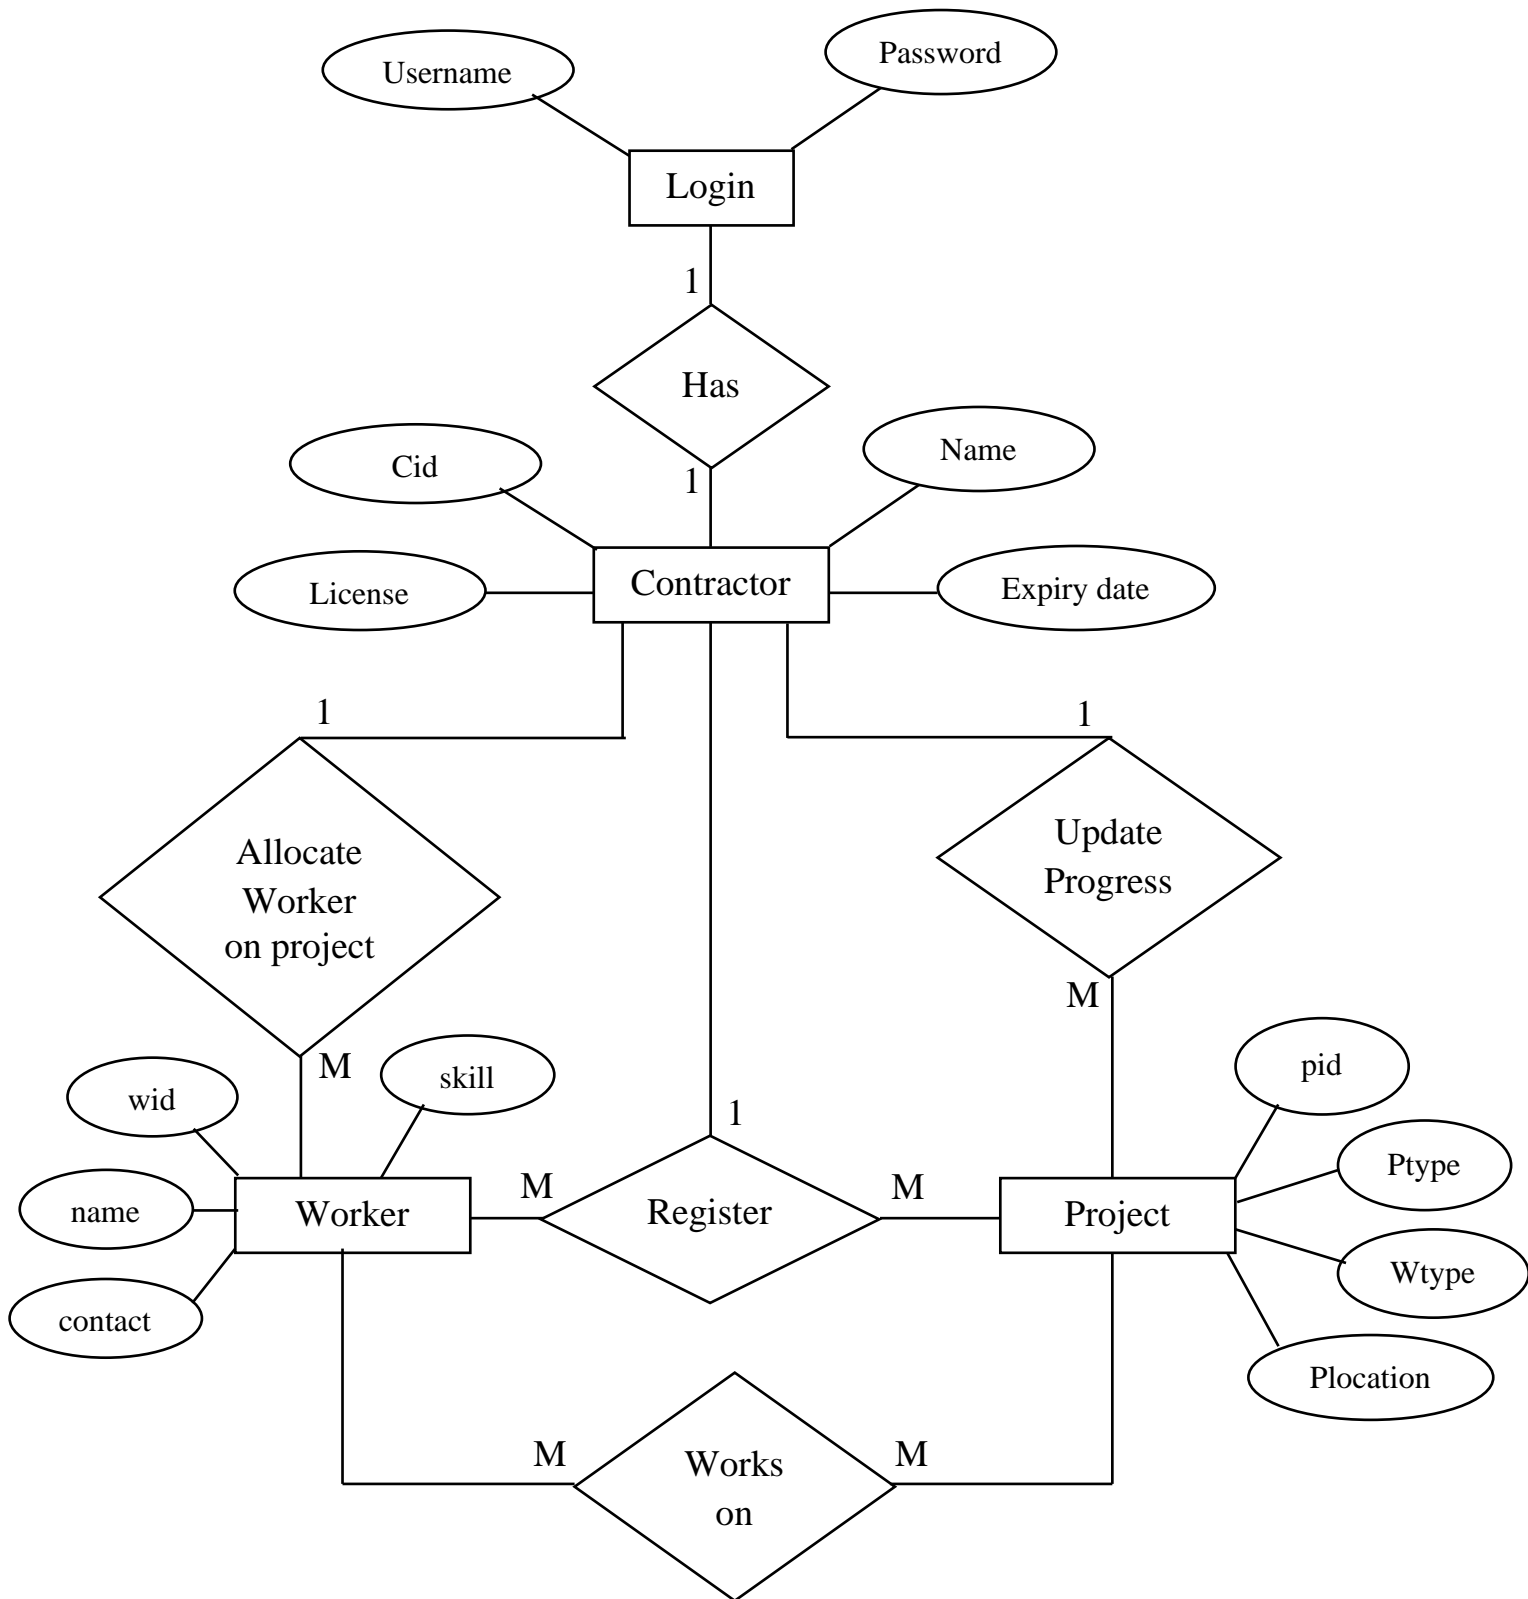 Username
Password
Login
1
Has
1
Cid
Name
License
Contractor
Expiry date
1
1
Allocate
Worker
on project
Update
Progress
M
M
wid
skill
pid
1
name
Worker
M
Register
M
Project
Ptype
Wtype
contact
Plocation
M
Works
on
M